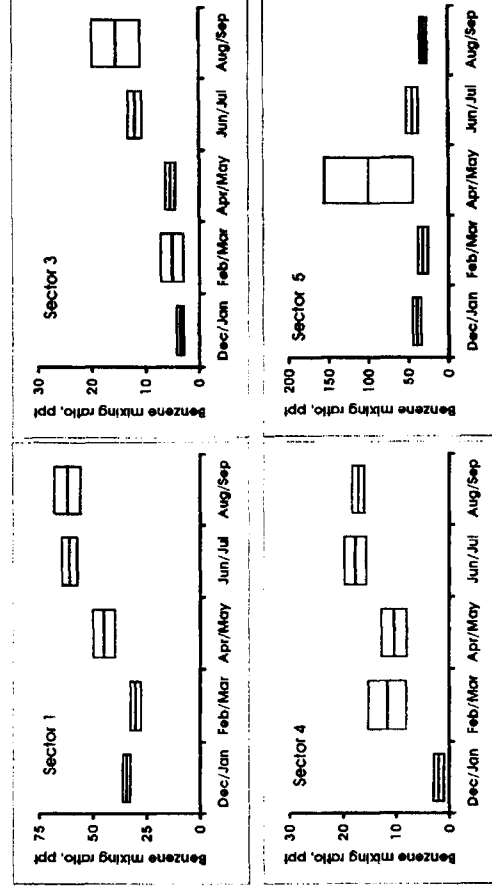 Sector 1
Benzene mixing ratio, ppt
75
50
25
0
Dec/Jan Feb/Mar Apr/May Jun/Jul Aug/Sep
Sector 3
Benzene mixing ratio, ppt
30
20
10
0
Dec/Jan Feb/Mar Apr/May Jun/Jul Aug/Sep
Sector 4
Benzene mixing ratio, ppt
30
20
10
0
Dec/Jan Feb/Mar Apr/May Jun/Jul Aug/Sep
Sector 5
Benzene mixing ratio, ppt
200
150
100
50
0
Dec/Jan Feb/Mar Apr/May Jun/Jul Aug/Sep